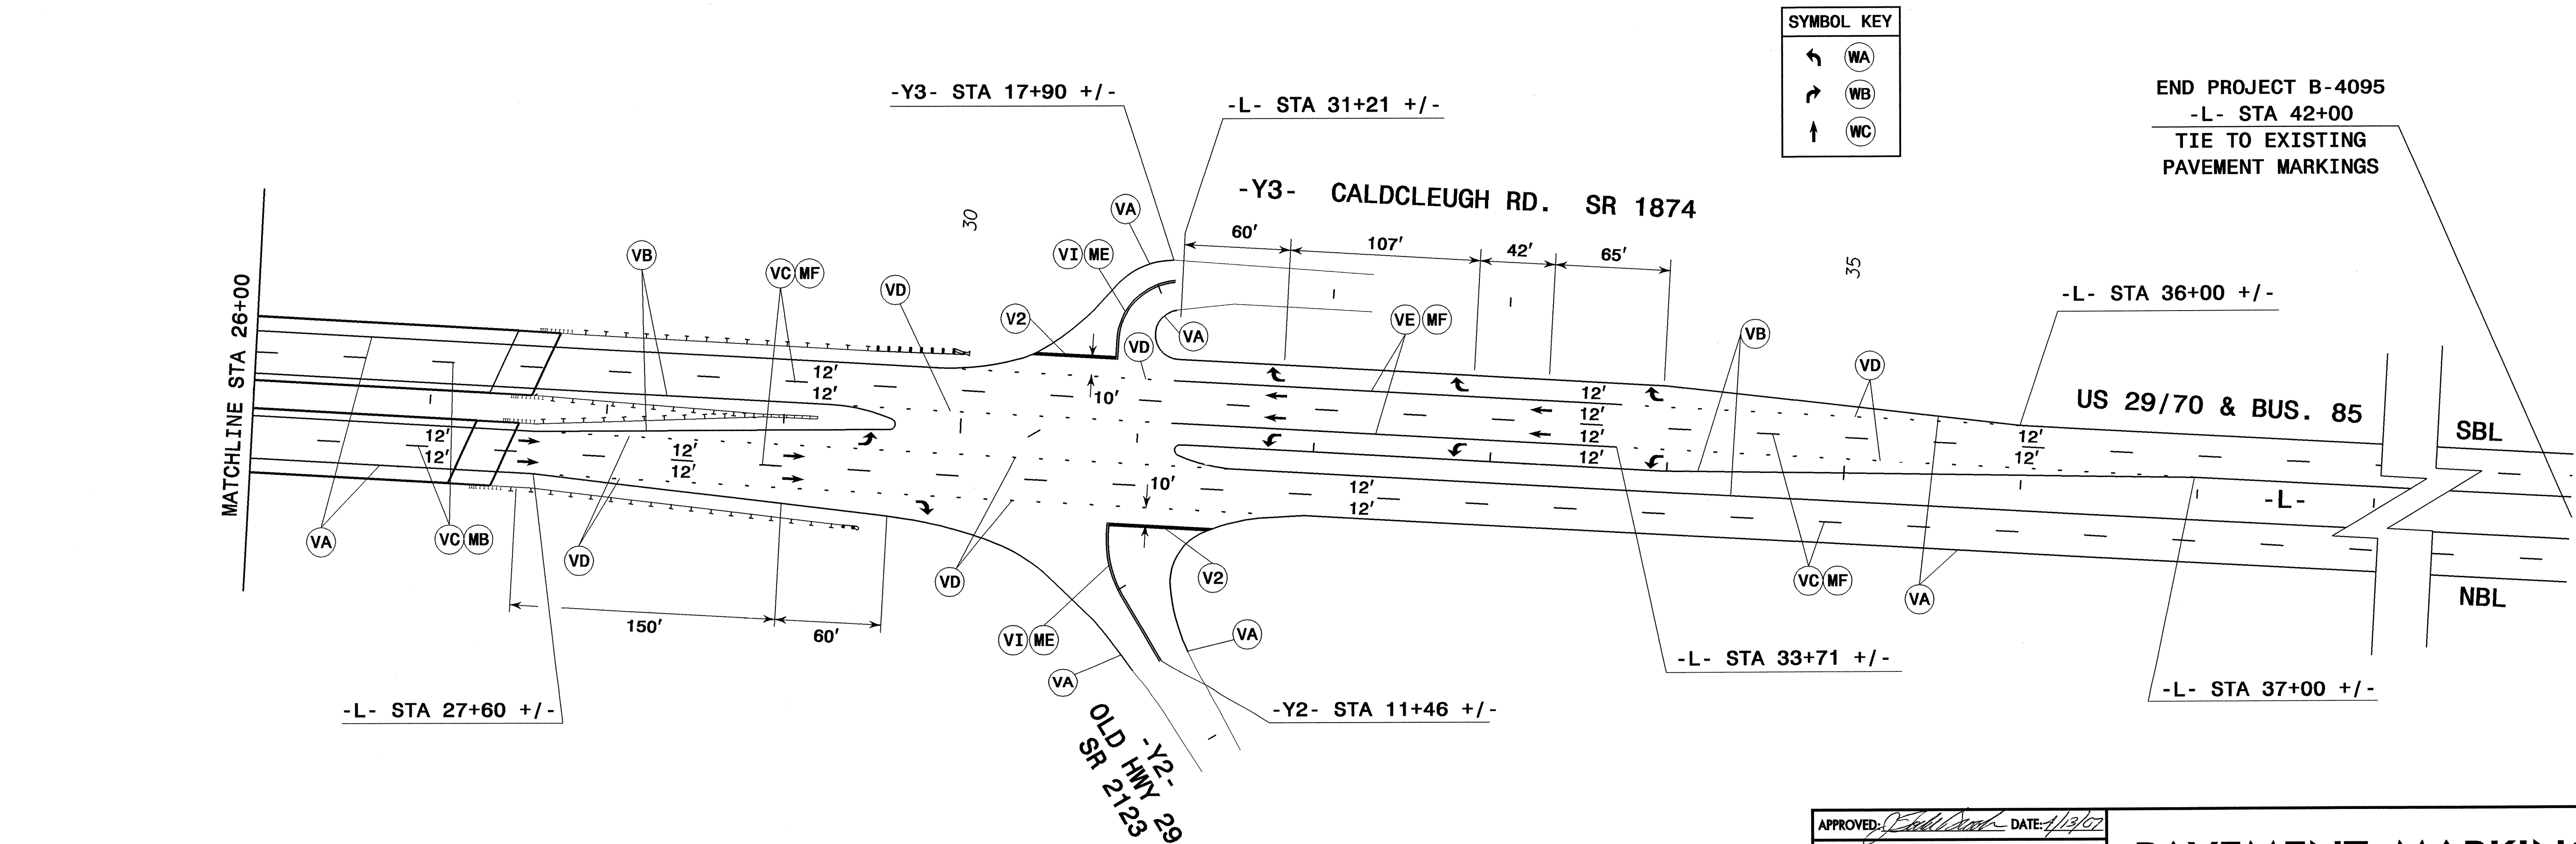 SYMBOL KEY
WA
WB
WC
-Y3- STA 17+90 +/-
-L- STA 31+21 +/-
END PROJECT B-4095
-L- STA 42+00
TIE TO EXISTING
PAVEMENT MARKINGS
-Y3- CALDCLEUGH RD. SR 1874
30
VA
60' 107' 42' 65'
35
VB
VC MF
VD
VI ME
V2
VD
VA
VE MF
VB
VD
-L- STA 36+00 +/-
MATCHLINE STA 26+00
12'
12'
10'
12'
12'
12'
12'
US 29/70 & BUS. 85
SBL
12'
12'
12'
12'
12'
12'
12'
12'
10'
-L-
VA
VC MB
VD
VD
V2
VC MF
VA
NBL
150'
60'
VI ME
VA
VA
-L- STA 33+71 +/-
-L- STA 37+00 +/-
-L- STA 27+60 +/-
-Y2- STA 11+46 +/-
-Y2-
OLD HWY 29
SR 2123
APPROVED: DATE: 4/13/07